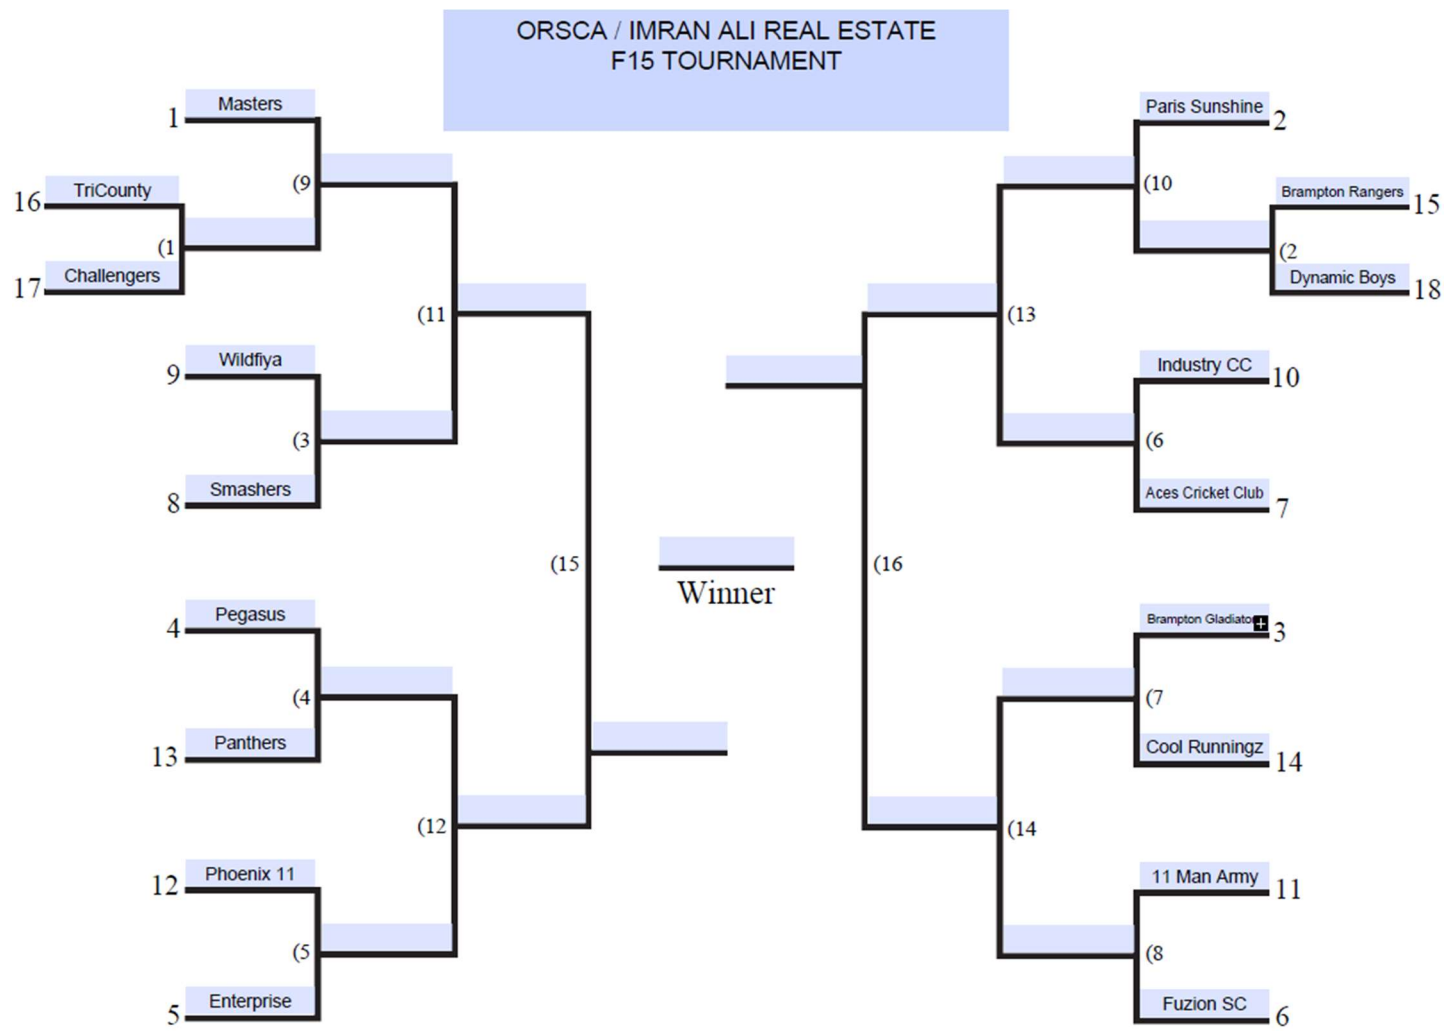 ORSCA / IMRAN ALI REAL ESTATE
F15 TOURNAMENT
1 Masters
(9
16 TriCounty
(1
17 Challengers
(11
9 Wildfiya
(3
8 Smashers
(15
4 Pegasus
(4
13 Panthers
(12
12 Phoenix 11
(5
5 Enterprise
Winner
Paris Sunshine 2
(10
Brampton Rangers 15
(2
Dynamic Boys 18
(13
Industry CC 10
(6
Aces Cricket Club 7
(16
Brampton Gladiator 3
(7
Cool Runningz 14
(14
11 Man Army 11
(8
Fuzion SC 6